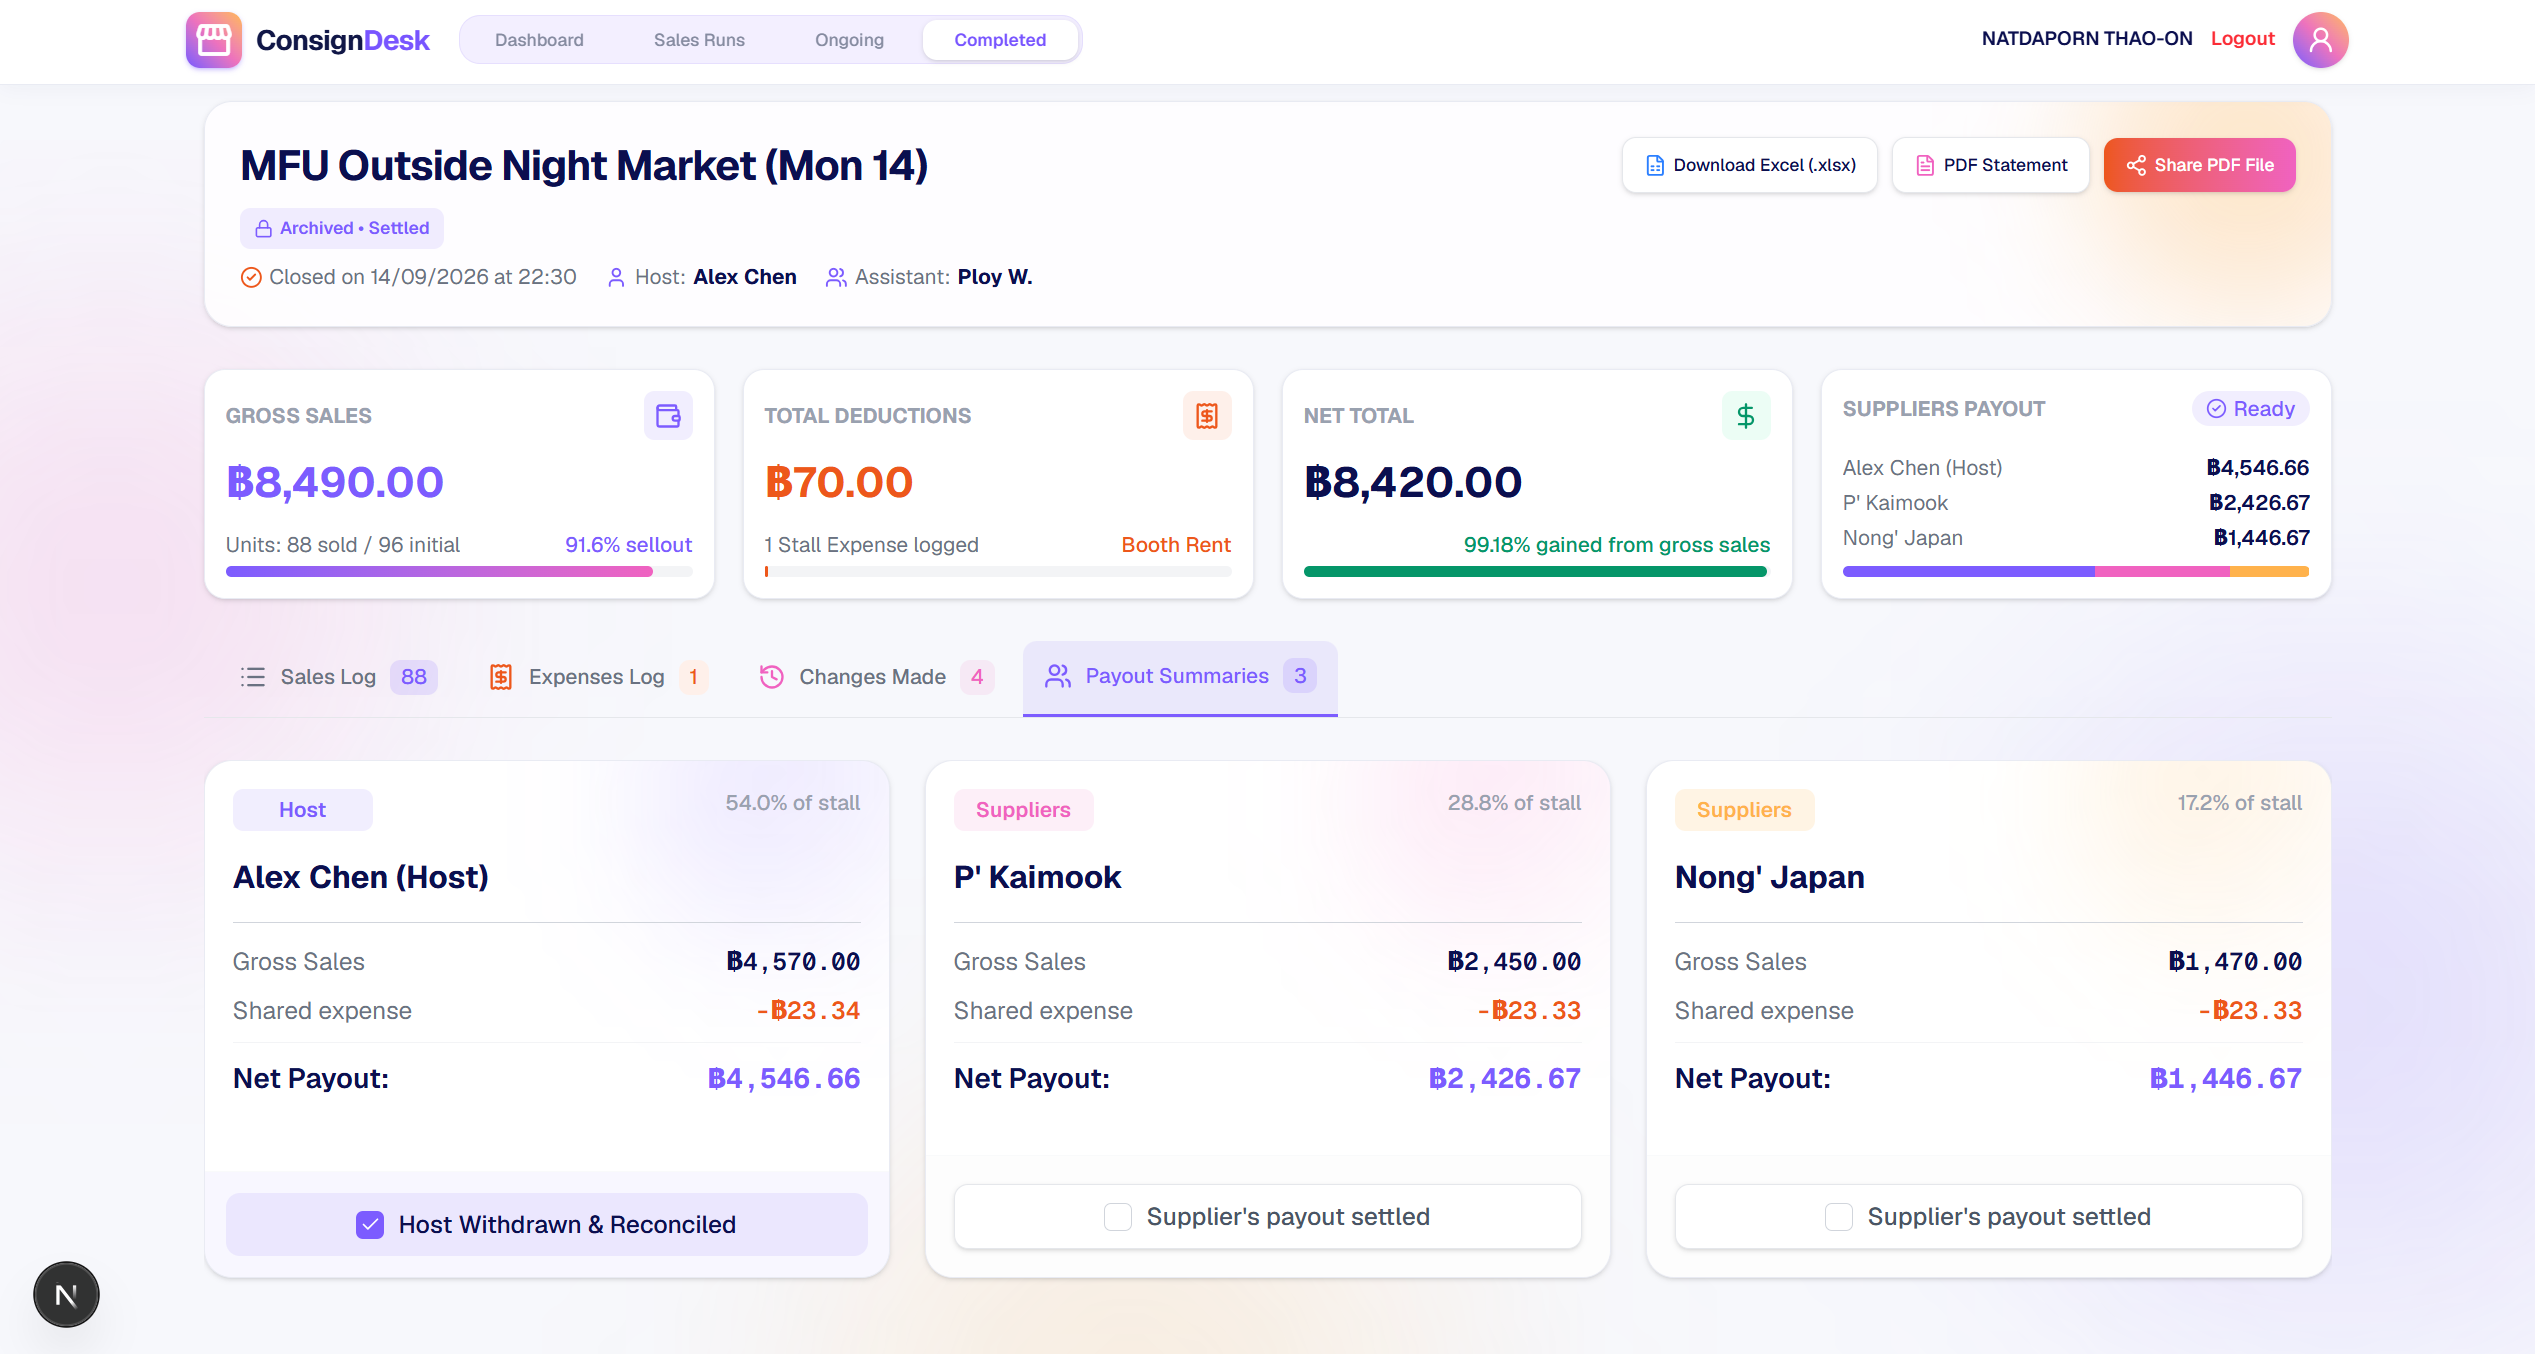 ConsignDesk
Dashboard Sales Runs Ongoing Completed
NATDAPORN THAO-ON Logout
MFU Outside Night Market (Mon 14)
Download Excel (.xlsx) PDF Statement Share PDF File
Archived • Settled
Closed on 14/09/2026 at 22:30 Host: Alex Chen Assistant: Ploy W.
GROSS SALES
฿8,490.00
Units: 88 sold / 96 initial 91.6% sellout
TOTAL DEDUCTIONS
฿70.00
1 Stall Expense logged Booth Rent
NET TOTAL
฿8,420.00
99.18% gained from gross sales
SUPPLIERS PAYOUT Ready
Alex Chen (Host) ฿4,546.66
P' Kaimook ฿2,426.67
Nong' Japan ฿1,446.67
Sales Log 88 Expenses Log 1 Changes Made 4 Payout Summaries 3
Host 54.0% of stall
Alex Chen (Host)
Gross Sales ฿4,570.00
Shared expense -฿23.34
Net Payout: ฿4,546.66
Host Withdrawn & Reconciled
Suppliers 28.8% of stall
P' Kaimook
Gross Sales ฿2,450.00
Shared expense -฿23.33
Net Payout: ฿2,426.67
Supplier's payout settled
Suppliers 17.2% of stall
Nong' Japan
Gross Sales ฿1,470.00
Shared expense -฿23.33
Net Payout: ฿1,446.67
Supplier's payout settled
N